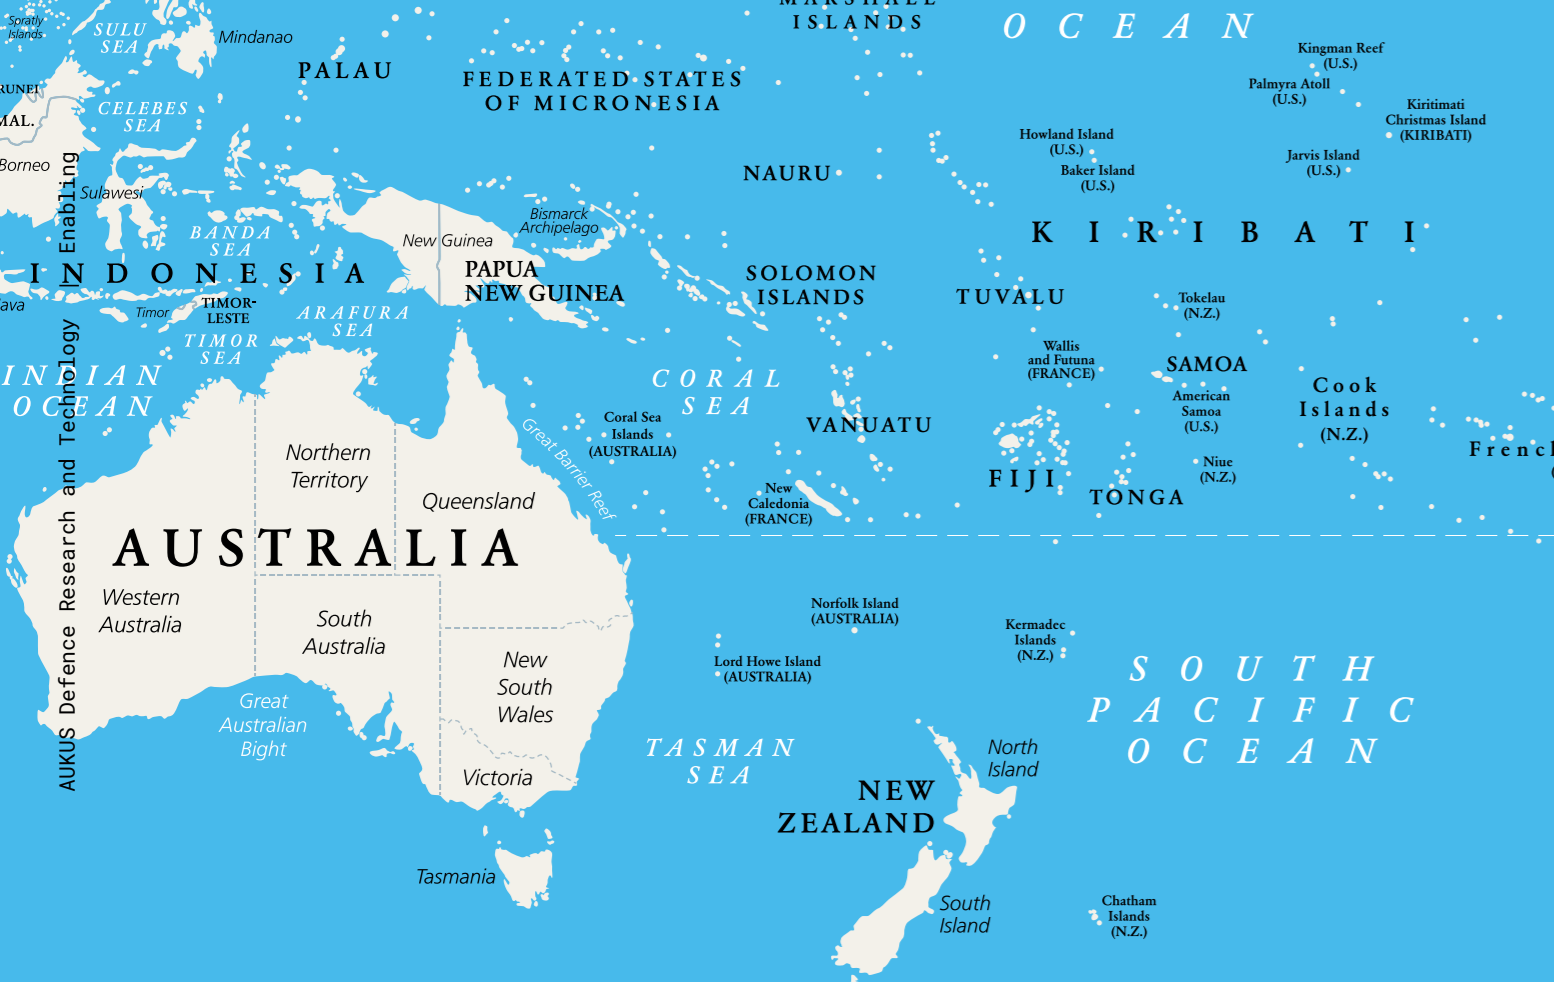 MARSHALL
ISLANDS
OCEAN
Spratly
Islands
SULU
SEA
Mindanao
PALAU
FEDERATED STATES
OF MICRONESIA
Kingman Reef
(U.S.)
Palmyra Atoll
(U.S.)
Kiritimati
Christmas Island
(KIRIBATI)
RUNEI
MAL.
CELEBES
SEA
Howland Island
(U.S.)
Baker Island
(U.S.)
Jarvis Island
(U.S.)
Borneo
Sulawesi
NAURU
BANDA
SEA
New Guinea
Bismarck
Archipelago
KIRIBATI
INDONESIA
PAPUA
NEW GUINEA
SOLOMON
ISLANDS
TUVALU
Tokelau
(N.Z.)
ava
Timor
TIMOR-
LESTE
ARAFURA
SEA
TIMOR
SEA
Wallis
and Futuna
(FRANCE)
SAMOA
American
Samoa
(U.S.)
Cook
Islands
(N.Z.)
INDIAN
OCEAN
CORAL
SEA
Coral Sea
Islands
(AUSTRALIA)
VANUATU
Great Barrier Reef
French
(
FIJI
TONGA
Niue
(N.Z.)
New
Caledonia
(FRANCE)
Northern
Territory
Queensland
AUSTRALIA
Western
Australia
South
Australia
New
South
Wales
Victoria
Great
Australian
Bight
Tasmania
Norfolk Island
(AUSTRALIA)
Lord Howe Island
(AUSTRALIA)
Kermadec
Islands
(N.Z.)
SOUTH
PACIFIC
OCEAN
TASMAN
SEA
NEW
ZEALAND
North
Island
South
Island
Chatham
Islands
(N.Z.)
AUKUS Defence Research and Technology | Enabling